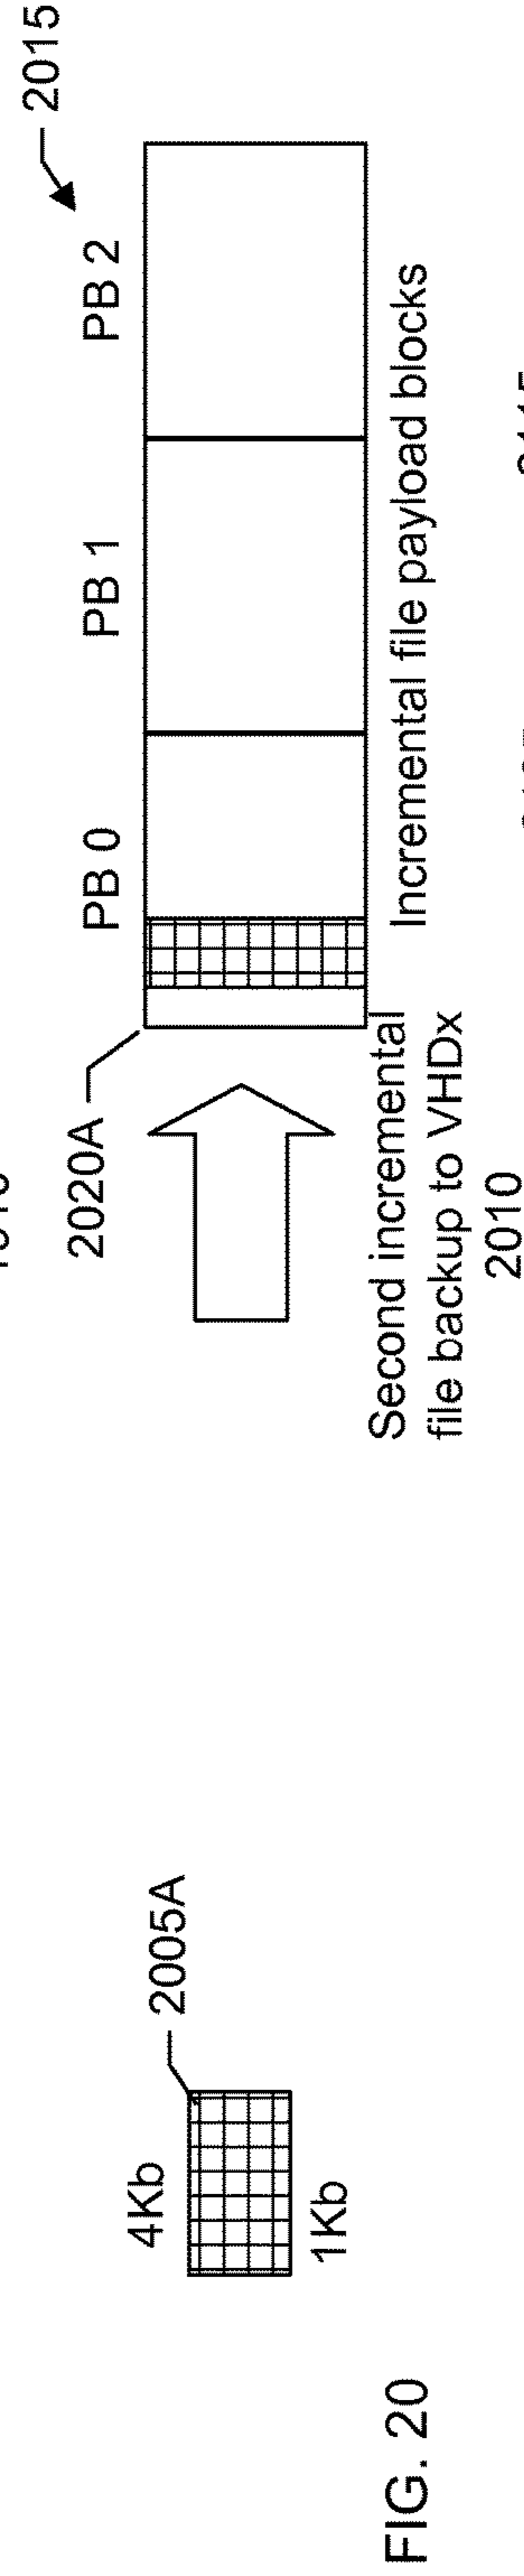 2015
PB 0 PB 1 PB 2
2020A
Incremental file payload blocks
Second incremental
file backup to VHDx
2010
4Kb
2005A
1Kb
FIG. 20